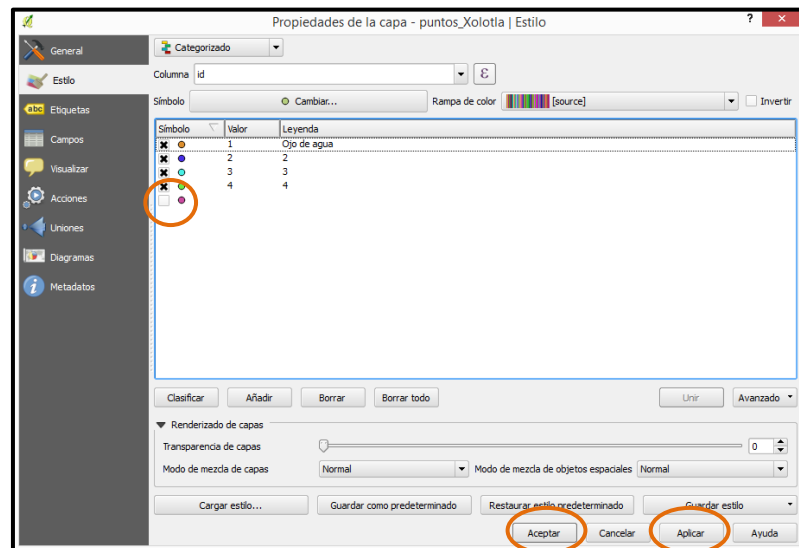 Propiedades de la capa - puntos_Xolotla | Estilo
? ×
General
Estilo
abc Etiquetas
Campos
Visualizar
Acciones
Uniones
Diagramas
i Metadatos
Categorizado
Columna id ε
Símbolo Cambiar... Rampa de color [source] Invertir
Símbolo Valor Leyenda
1 Ojo de agua
2 2
3 3
4 4
Clasificar Añadir Borrar Borrar todo Unir Avanzado
Renderizado de capas
Transparencia de capas 0
Modo de mezcla de capas Normal Modo de mezcla de objetos espaciales Normal
Cargar estilo... Guardar como predeterminado Restaurar estilo predeterminado Guardar estilo
Aceptar Cancelar Aplicar Ayuda